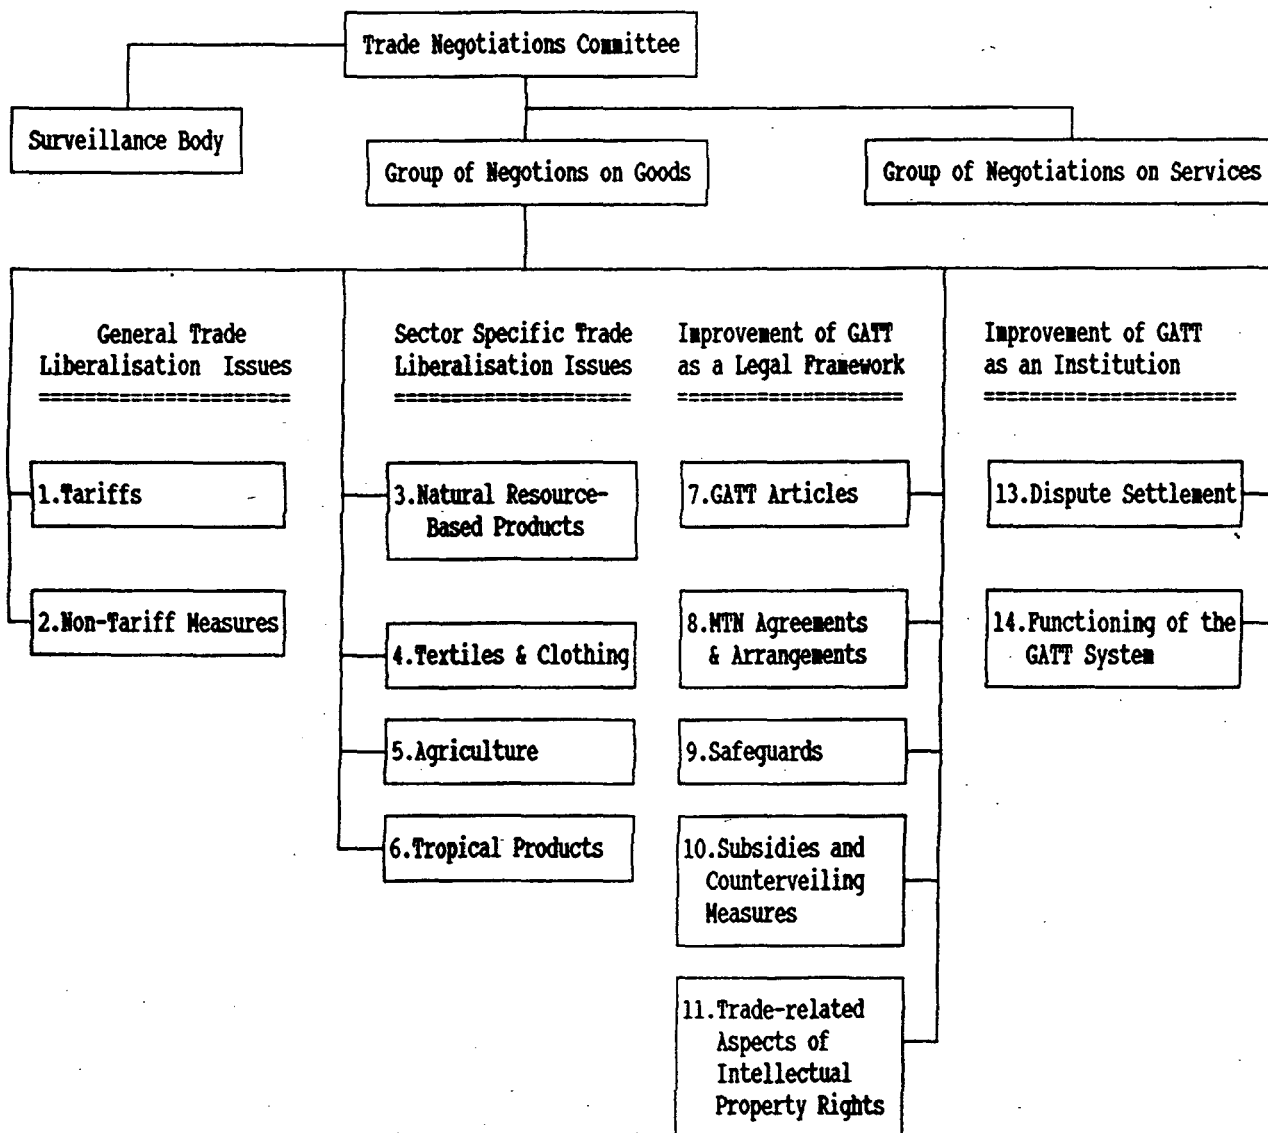 Trade Negotiations Committee
Surveillance Body
Group of Negotions on Goods
Group of Negotiations on Services
General Trade
Liberalisation Issues
=====================
1.Tariffs
2.Non-Tariff Measures
Sector Specific Trade
Liberalisation Issues
=====================
3.Natural Resource-
Based Products
4.Textiles & Clothing
5.Agriculture
6.Tropical Products
Improvement of GATT
as a Legal Framework
====================
7.GATT Articles
8.MTN Agreements
& Arrangements
9.Safeguards
10.Subsidies and
Counterveiling
Measures
11.Trade-related
Aspects of
Intellectual
Property Rights
Improvement of GATT
as an Institution
======================
13.Dispute Settlement
14.Functioning of the
GATT System